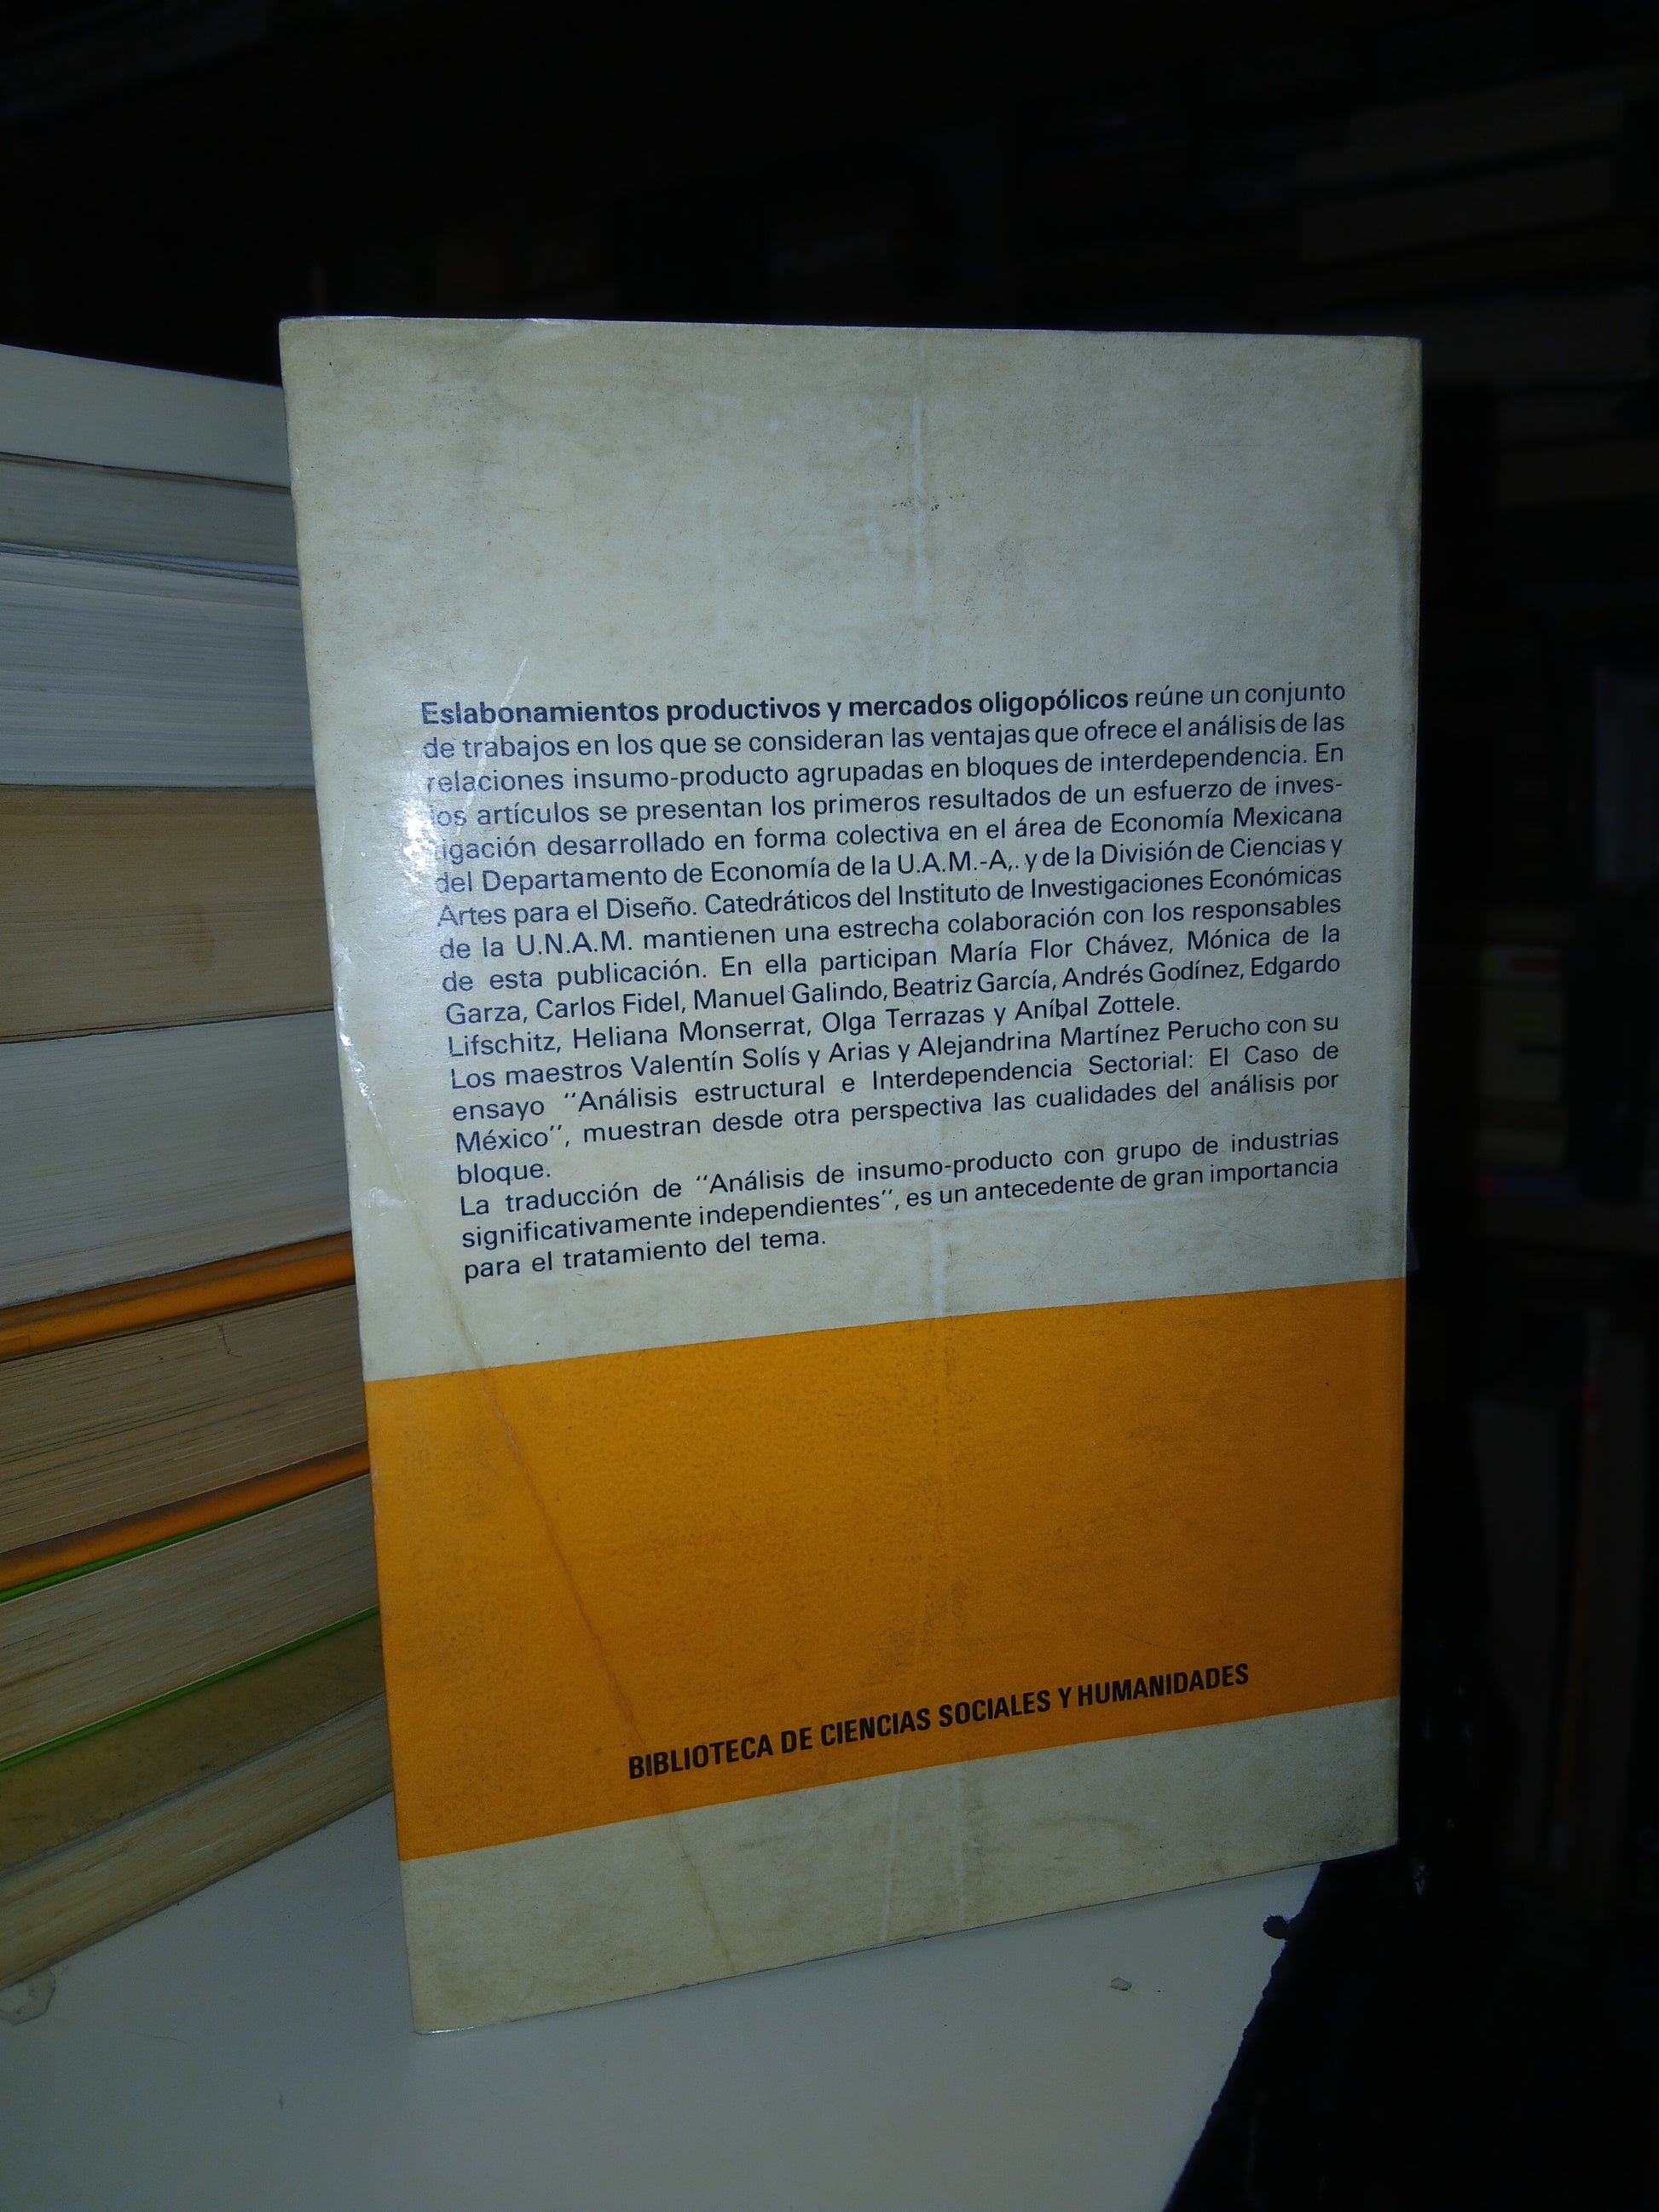 Eslabonamientos productivos y mercados oligopólicos reúne un conjunto
de trabajos en los que se consideran las ventajas que ofrece el análisis de las
relaciones insumo-producto agrupadas en bloques de interdependencia. En
los artículos se presentan los primeros resultados de un esfuerzo de inves-
tigación desarrollado en forma colectiva en el área de Economía Mexicana
del Departamento de Economía de la U.A.M.-A,. y de la División de Ciencias y
Artes para el Diseño. Catedráticos del Instituto de Investigaciones Económicas
de la U.N.A.M. mantienen una estrecha colaboración con los responsables
de esta publicación. En ella participan María Flor Chávez, Mónica de la
Garza, Carlos Fidel, Manuel Galindo, Beatriz García, Andrés Godínez, Edgardo
Lifschitz, Heliana Monserrat, Olga Terrazas y Aníbal Zottele.
Los maestros Valentín Solís y Arias y Alejandrina Martínez Perucho con su
ensayo "Análisis estructural e Interdependencia Sectorial: El Caso de
México", muestran desde otra perspectiva las cualidades del análisis por
bloque.
La traducción de "Análisis de insumo-producto con grupo de industrias
significativamente independientes", es un antecedente de gran importancia
para el tratamiento del tema.
BIBLIOTECA DE CIENCIAS SOCIALES Y HUMANIDADES